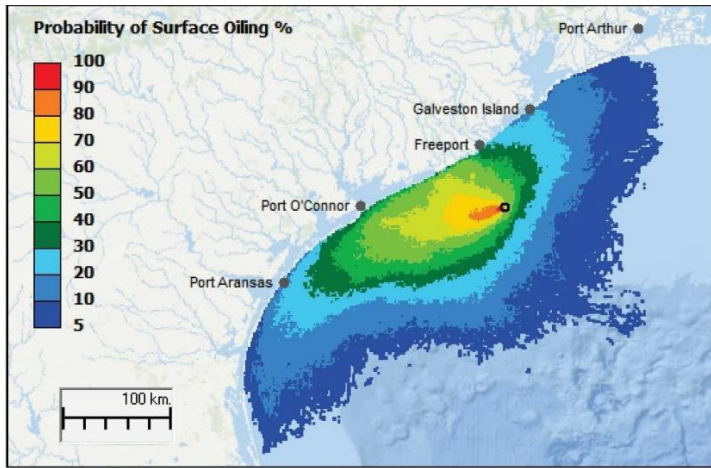 Probability of Surface Oiling %
100
90
80
70
60
50
40
30
20
10
5
Port Arthur
Galveston Island
Freeport
Port O'Connor
Port Aransas
100 km.